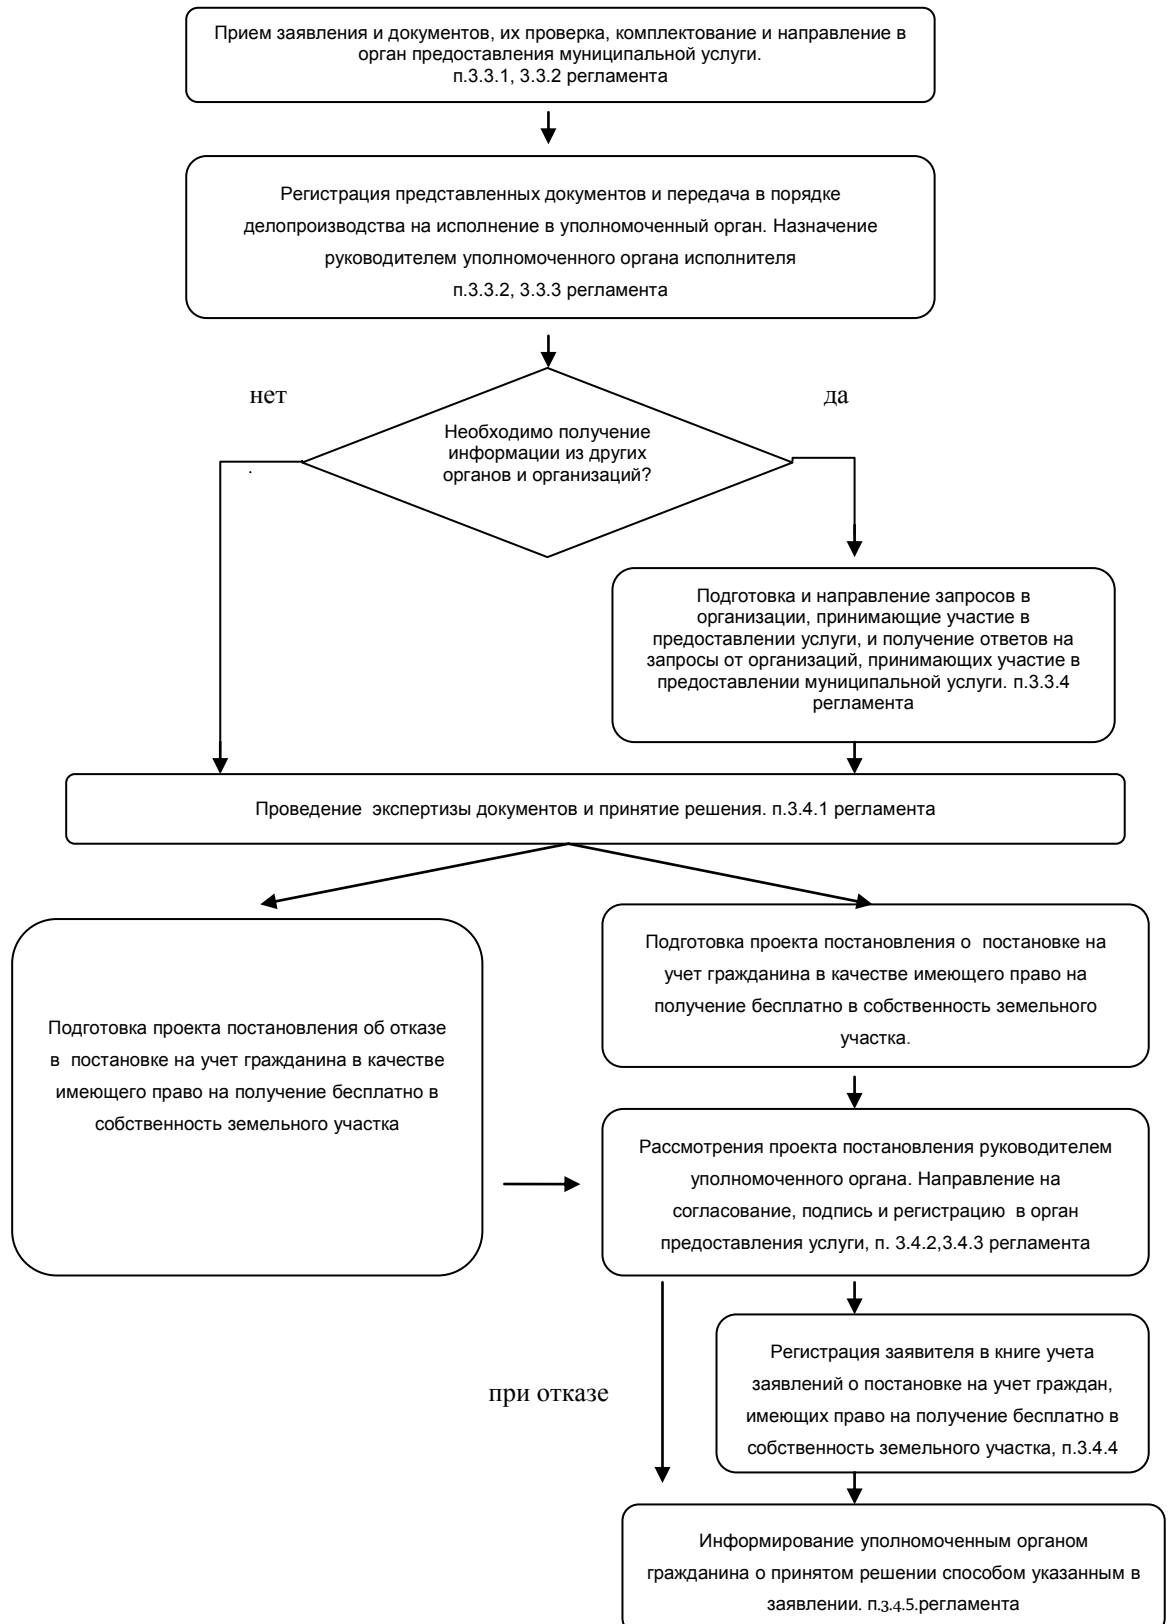 Прием заявления и документов, их проверка, комплектование и направление в
орган предоставления муниципальной услуги.
п.3.3.1, 3.3.2 регламента
Регистрация представленных документов и передача в порядке
делопроизводства на исполнение в уполномоченный орган. Назначение
руководителем уполномоченного органа исполнителя
п.3.3.2, 3.3.3 регламента
нет
да
Необходимо получение
информации из других
органов и организаций?
Подготовка и направление запросов в
организации, принимающие участие в
предоставлении услуги, и получение ответов на
запросы от организаций, принимающих участие в
предоставлении муниципальной услуги. п.3.3.4
регламента
Проведение  экспертизы документов и принятие решения. п.3.4.1 регламента
Подготовка проекта постановления об отказе
в  постановке на учет гражданина в качестве
имеющего право на получение бесплатно в
собственность земельного участка
Подготовка проекта постановления о  постановке на
учет гражданина в качестве имеющего право на
получение бесплатно в собственность земельного
участка.
Рассмотрения проекта постановления руководителем
уполномоченного органа. Направление на
согласование, подпись и регистрацию  в орган
предоставления услуги, п. 3.4.2,3.4.3 регламента
при отказе
Регистрация заявителя в книге учета
заявлений о постановке на учет граждан,
имеющих право на получение бесплатно в
собственность земельного участка, п.3.4.4
Информирование уполномоченным органом
гражданина о принятом решении способом указанным в
заявлении. п.3.4.5.регламента